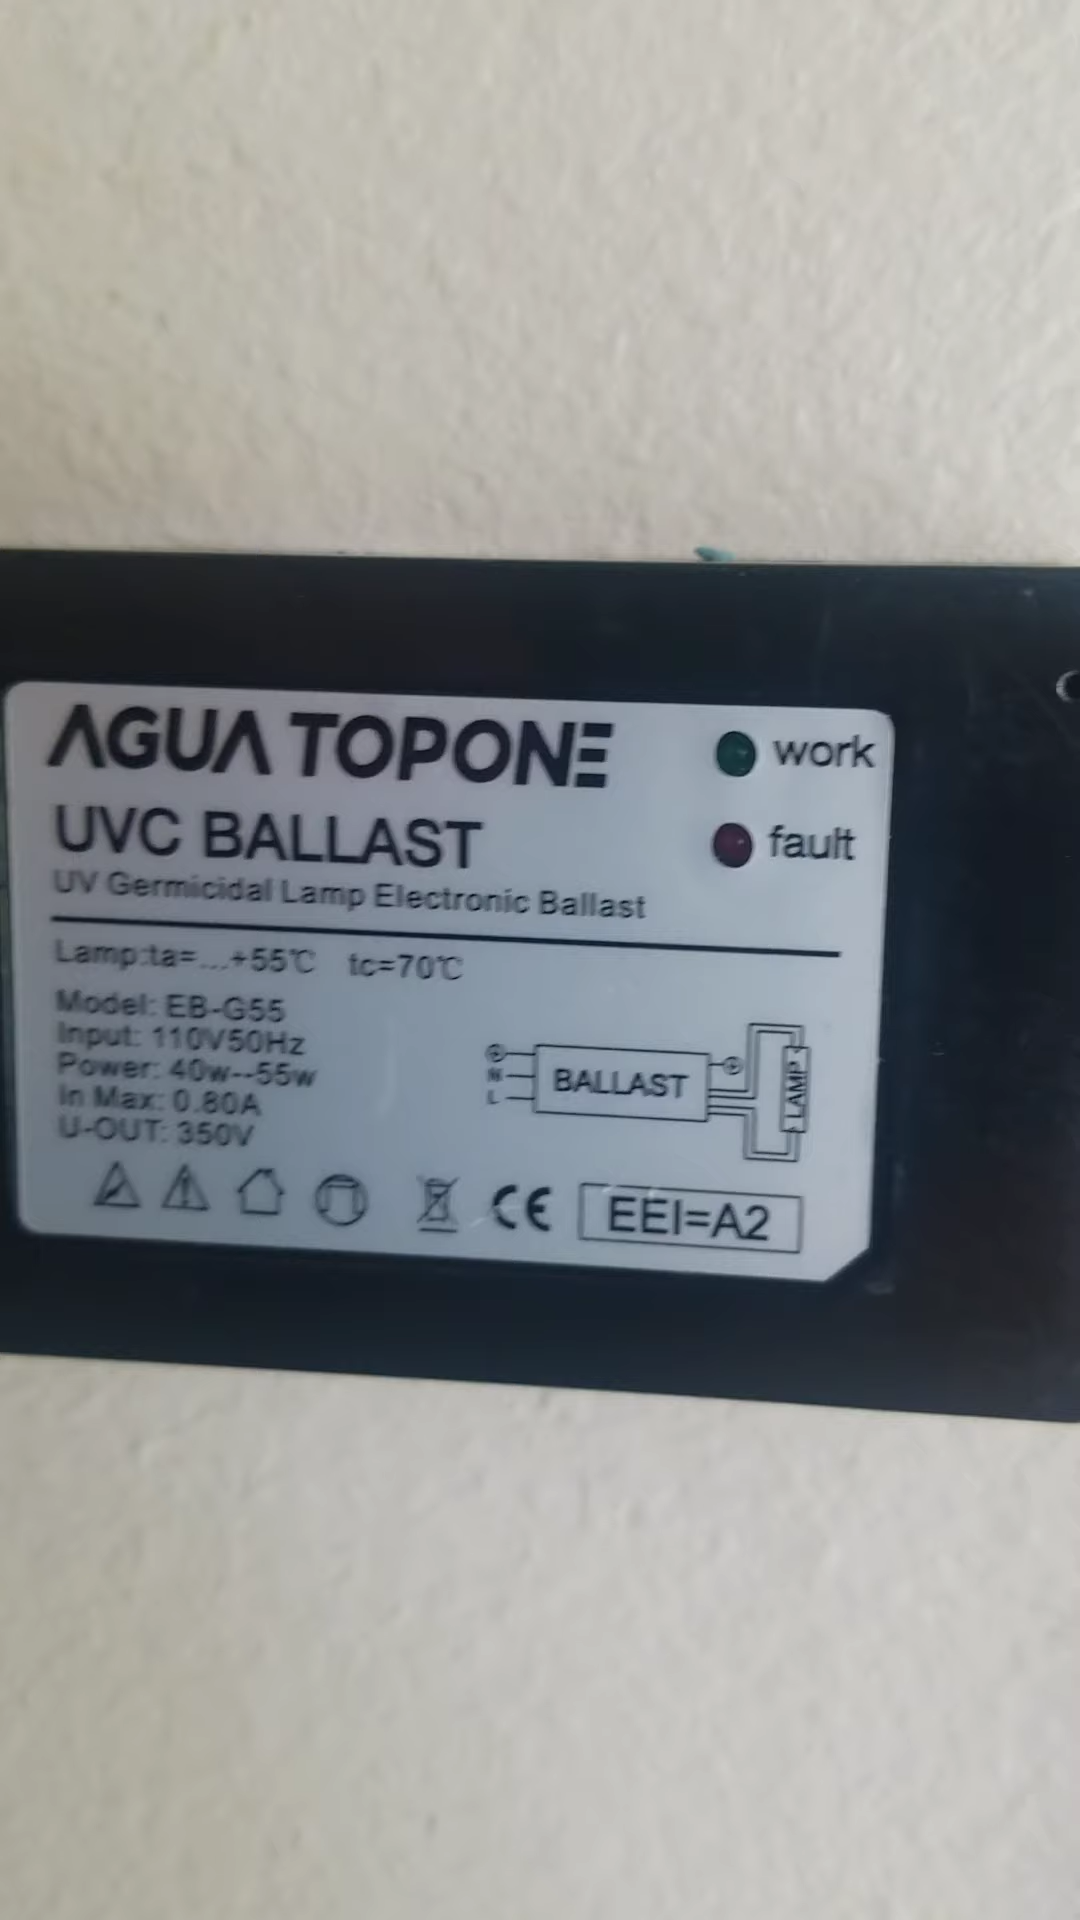 AGUA TOPONE
work
UVC BALLAST
fault
UV Germicidal Lamp Electronic Ballast
Lamp:ta=...+55℃ tc=70℃
Model: EB-G55
Input: 110V50Hz
Power: 40w--55w
In Max: 0.80A
U-OUT: 350V
N
L
BALLAST
LAMP
CE
EEI=A2